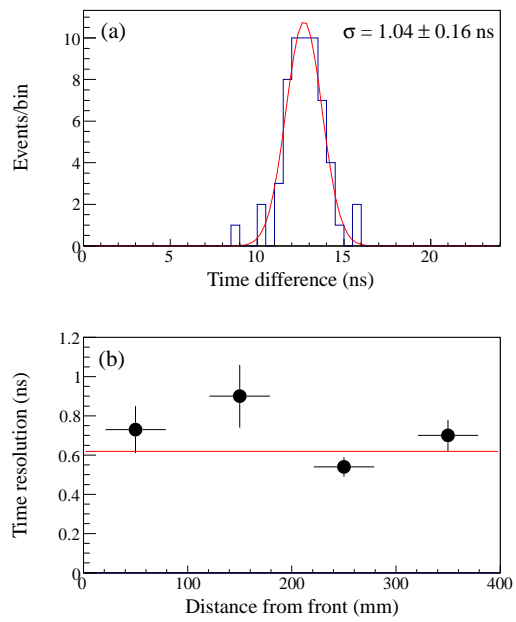 (a)
σ = 1.04 ± 0.16 ns
Events/bin
10
8
6
4
2
0
5 10 15 20
Time difference (ns)
(b)
Time resolution (ns)
1.2
1
0.8
0.6
0.4
0.2
0
0 100 200 300 400
Distance from front (mm)